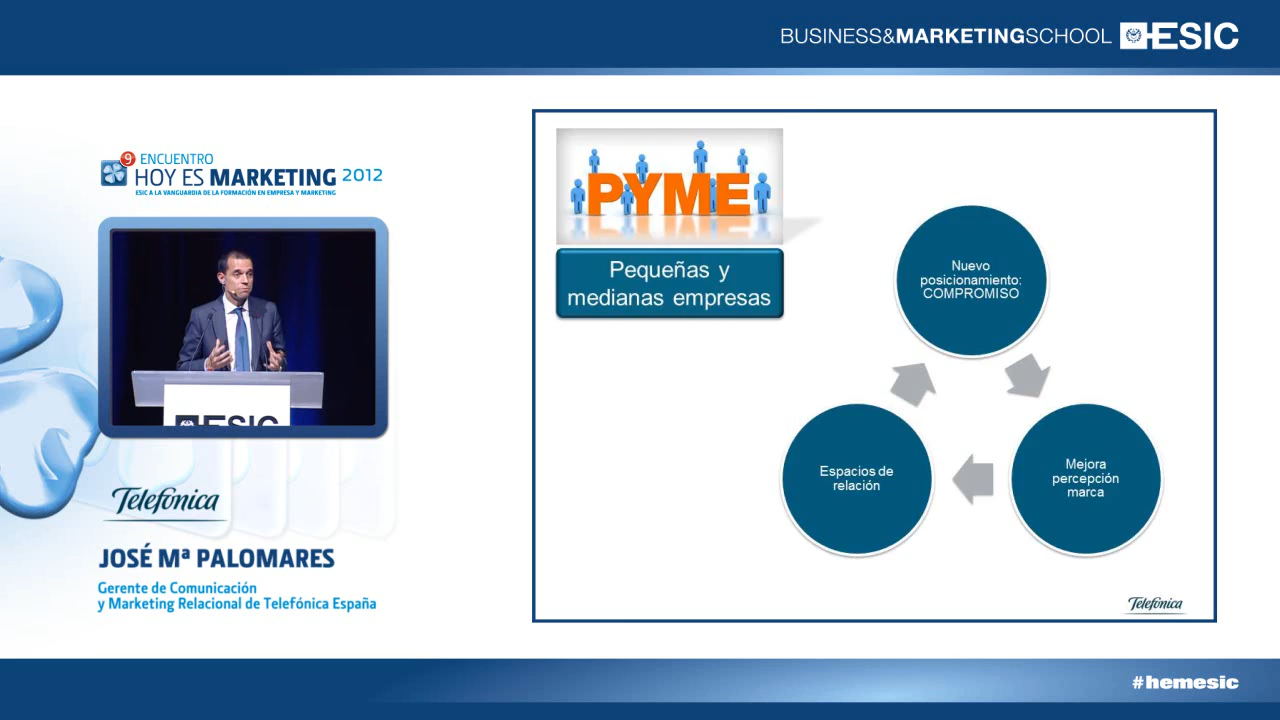 BUSINESS&MARKETINGSCHOOL ESIC
9 ENCUENTRO
HOY ES MARKETING 2012
ESIC A LA VANGUARDIA DE LA FORMACIÓN EN EMPRESA Y MARKETING
ESIC
Telefónica
JOSÉ Mª PALOMARES
Gerente de Comunicación
y Marketing Relacional de Telefónica España
PYME
Pequeñas y
medianas empresas
Nuevo
posicionamiento:
COMPROMISO
Espacios de
relación
Mejora
percepción
marca
Telefónica
#hemesic